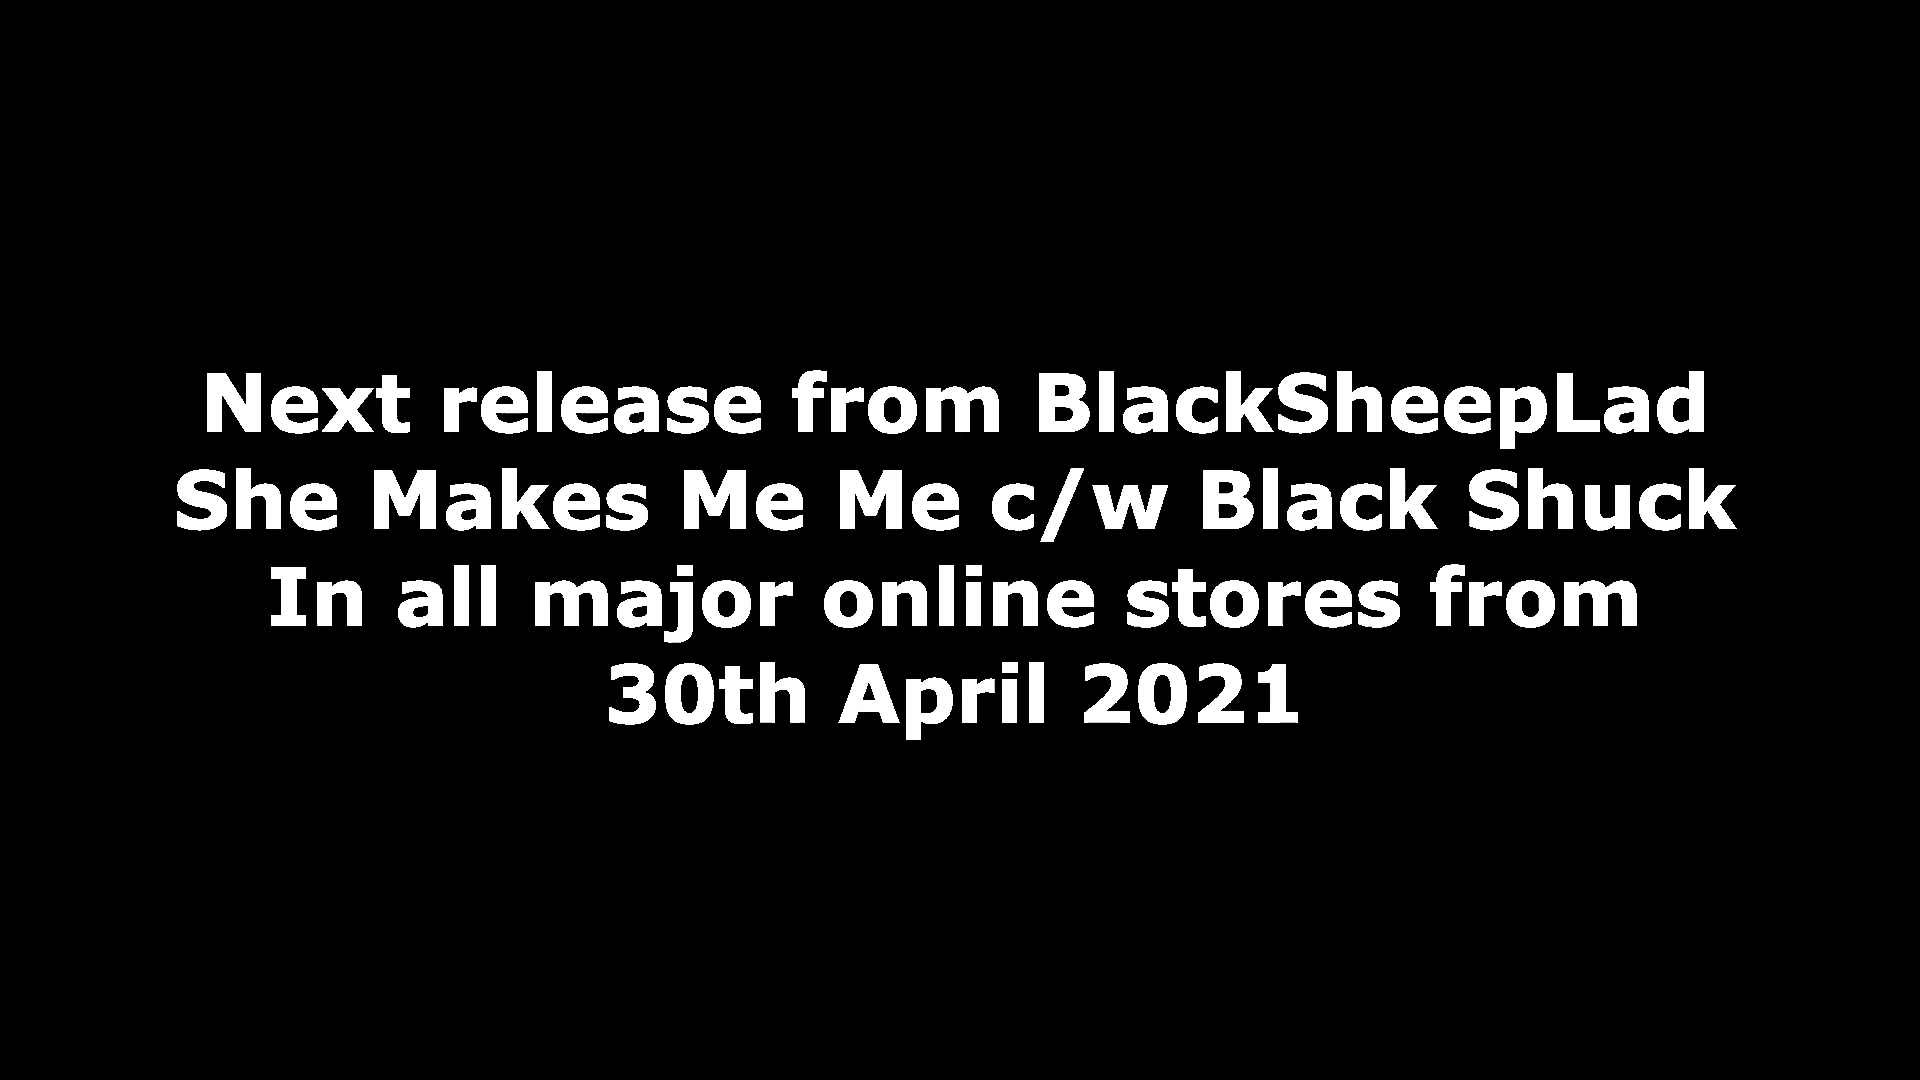 Next release from BlackSheepLad
She Makes Me Me c/w Black Shuck
In all major online stores from
30th April 2021